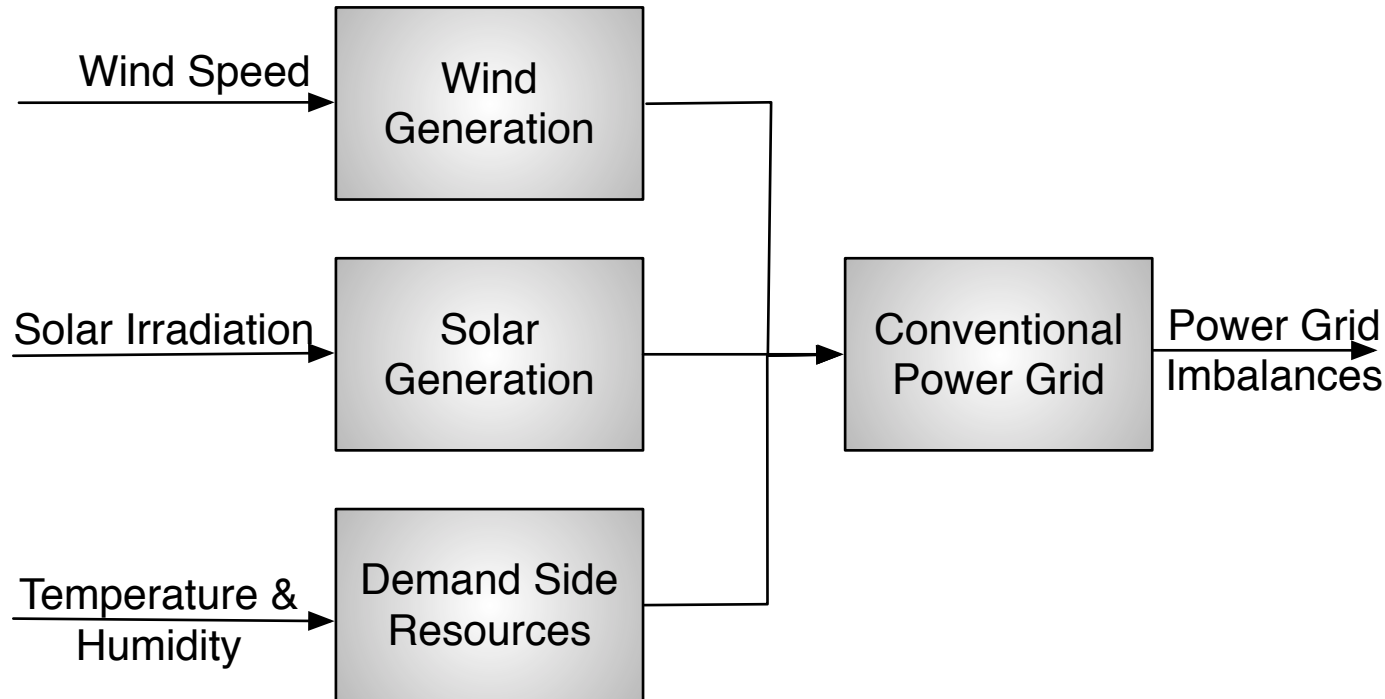 Wind Speed
Wind
Generation
Solar Irradiation
Solar
Generation
Conventional
Power Grid
Power Grid
Imbalances
Temperature &
Humidity
Demand Side
Resources